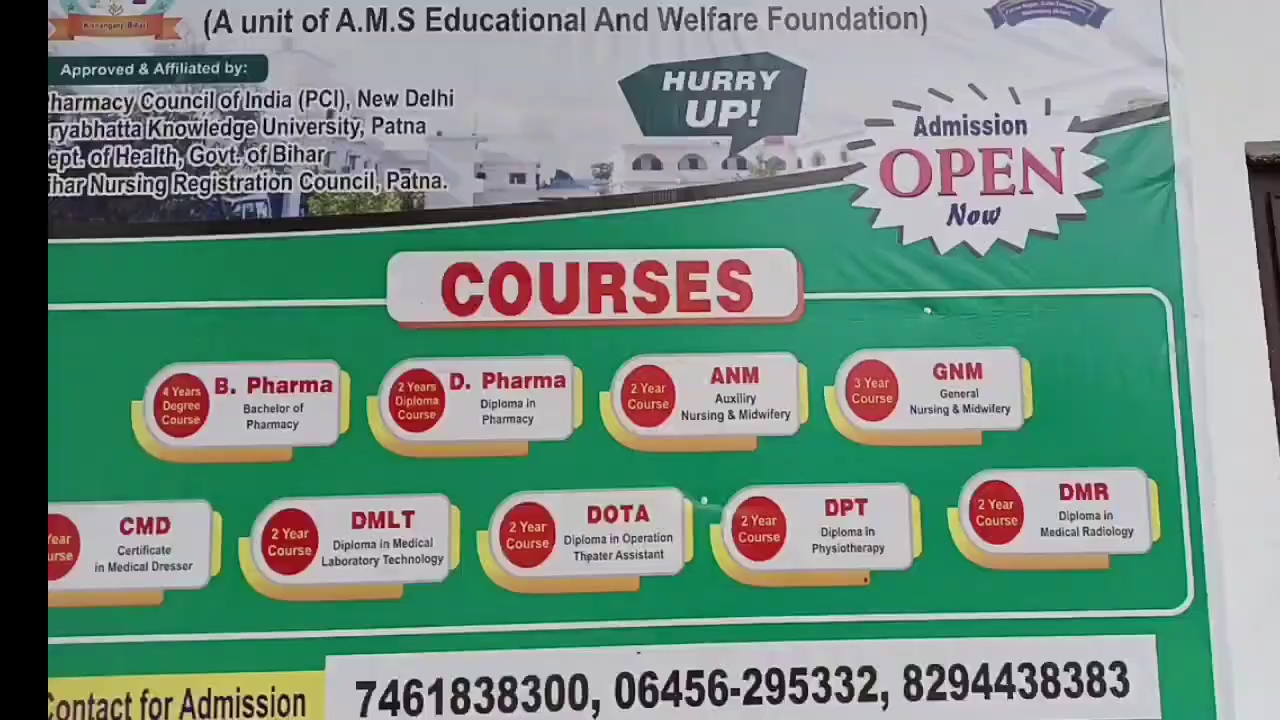 Kishanganj, Bihar
(A unit of A.M.S Educational And Welfare Foundation)
Approved & Affiliated by:
harmacy Council of India (PCI), New Delhi
ryabhatta Knowledge University, Patna
ept. of Health, Govt. of Bihar
ihar Nursing Registration Council, Patna.
HURRY
UP!
Admission
OPEN
Now
COURSES
4 Years
Degree
Course
B. Pharma
Bachelor of
Pharmacy
2 Years
Diploma
Course
D. Pharma
Diploma in
Pharmacy
2 Year
Course
ANM
Auxiliry
Nursing & Midwifery
3 Year
Course
GNM
General
Nursing & Midwifery
ear
urse
CMD
Certificate
in Medical Dresser
2 Year
Course
DMLT
Diploma in Medical
Laboratory Technology
2 Year
Course
DOTA
Diploma in Operation
Theater Assistant
2 Year
Course
DPT
Diploma in
Physiotherapy
2 Year
Course
DMR
Diploma in
Medical Radiology
Contact for Admission
7461838300, 06456-295332, 8294438383